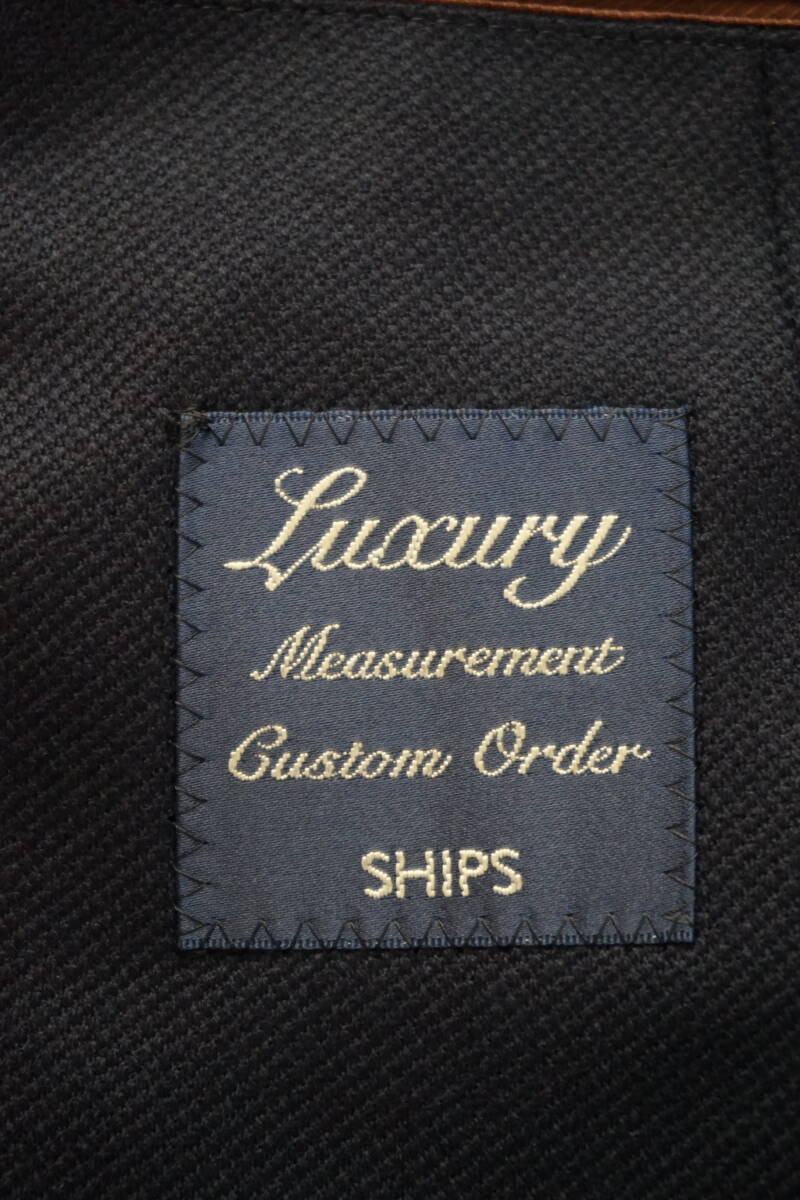 Luxury
Measurement
Custom Order
SHIPS